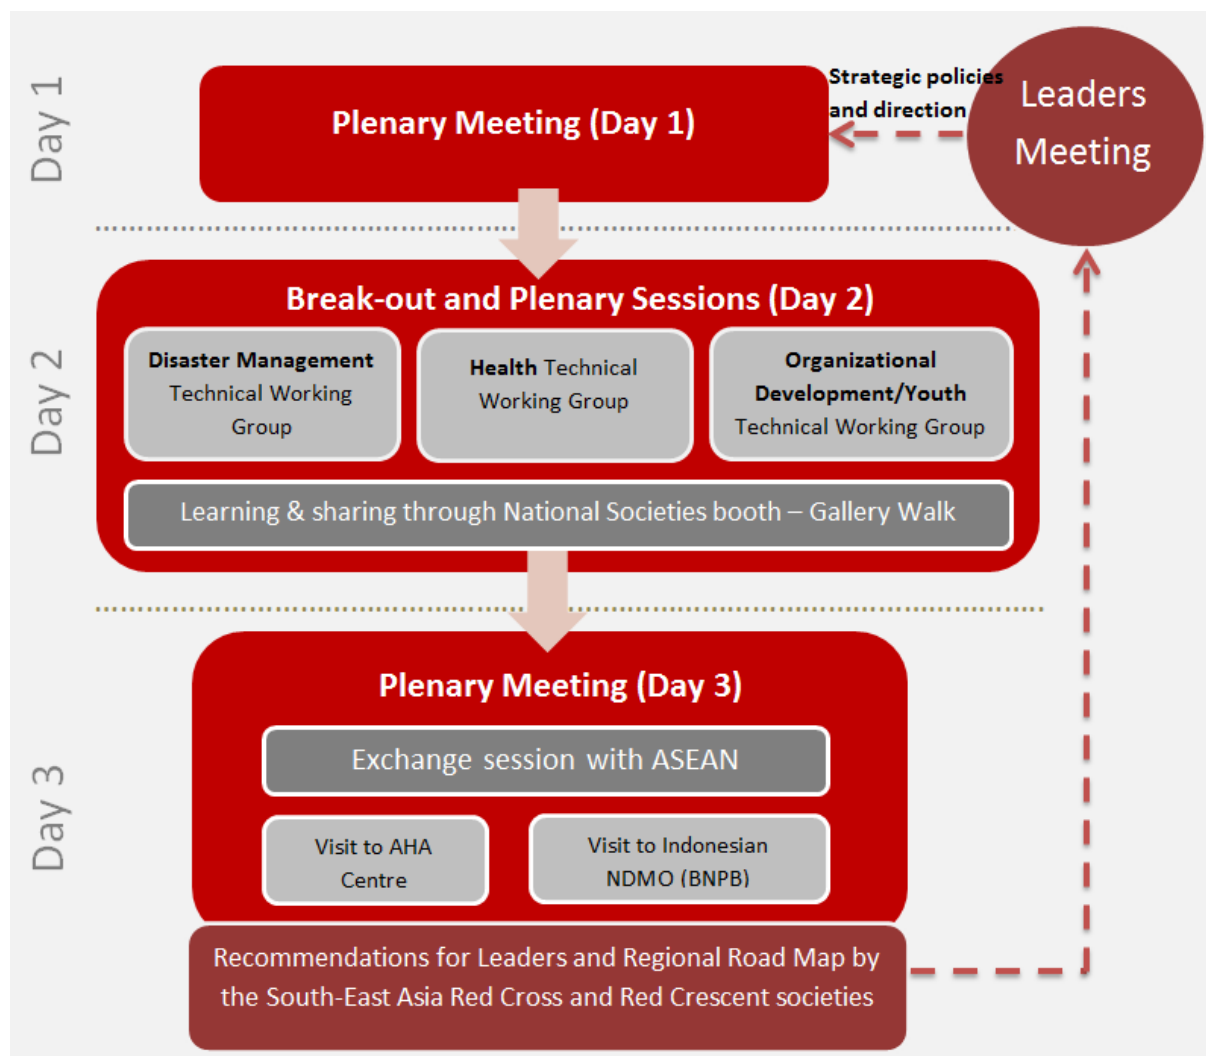 Day 1
Plenary Meeting (Day 1)
Strategic policies
and direction
Leaders
Meeting
Day 2
Break-out and Plenary Sessions (Day 2)
Disaster Management
Technical Working
Group
Health Technical
Working Group
Organizational
Development/Youth
Technical Working Group
Learning & sharing through National Societies booth – Gallery Walk
Day 3
Plenary Meeting (Day 3)
Exchange session with ASEAN
Visit to AHA
Centre
Visit to Indonesian
NDMO (BNPB)
Recommendations for Leaders and Regional Road Map by
the South-East Asia Red Cross and Red Crescent societies